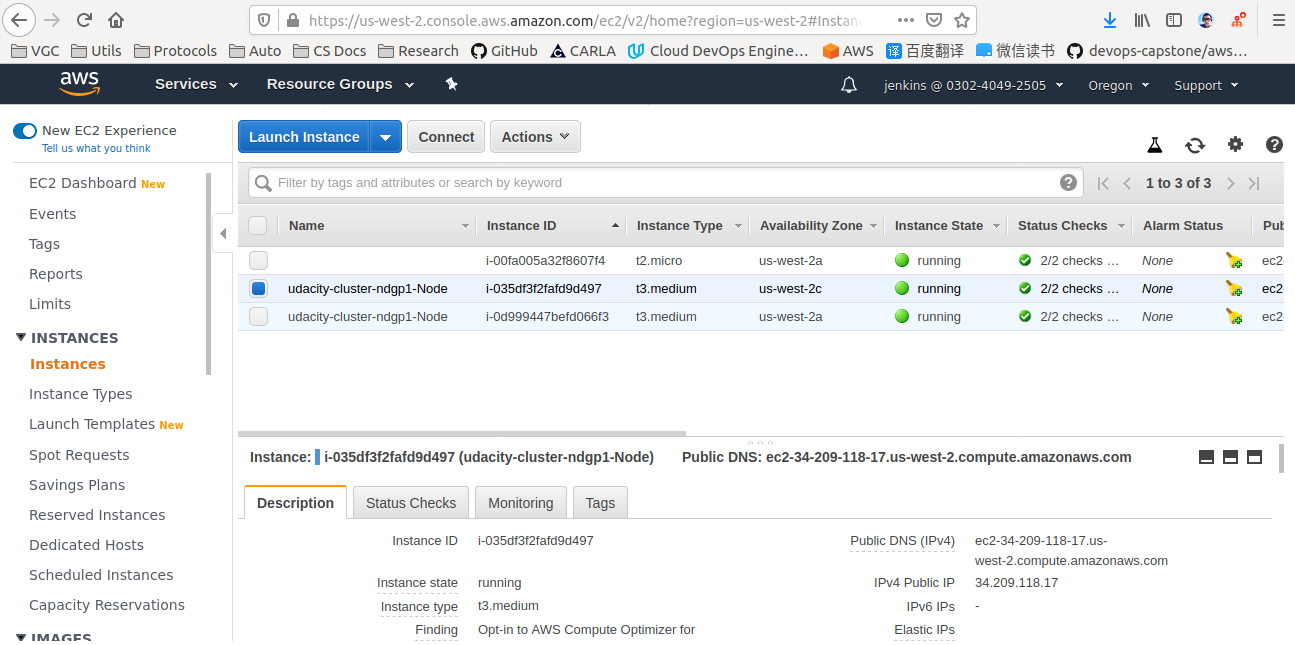 https://us-west-2.console.aws.amazon.com/ec2/v2/home?region=us-west-2#Instan
VGC Utils Protocols Auto CS Docs Research GitHub CARLA Cloud DevOps Engine… AWS 译 百度翻译 微信读书 devops-capstone/aws…
aws Services Resource Groups jenkins @ 0302-4049-2505 Oregon Support
New EC2 Experience
Tell us what you think
EC2 Dashboard New
Events
Tags
Reports
Limits
INSTANCES
Instances
Instance Types
Launch Templates New
Spot Requests
Savings Plans
Reserved Instances
Dedicated Hosts
Scheduled Instances
Capacity Reservations
IMAGES
Launch Instance Connect Actions
Filter by tags and attributes or search by keyword
1 to 3 of 3
Name Instance ID Instance Type Availability Zone Instance State Status Checks Alarm Status Pub
i-00fa005a32f8607f4 t2.micro us-west-2a running 2/2 checks … None ec2
udacity-cluster-ndgp1-Node i-035df3f2fafd9d497 t3.medium us-west-2c running 2/2 checks … None ec2
udacity-cluster-ndgp1-Node i-0d999447befd066f3 t3.medium us-west-2a running 2/2 checks … None ec2
Instance: i-035df3f2fafd9d497 (udacity-cluster-ndgp1-Node) Public DNS: ec2-34-209-118-17.us-west-2.compute.amazonaws.com
Description Status Checks Monitoring Tags
Instance ID i-035df3f2fafd9d497
Instance state running
Instance type t3.medium
Finding Opt-in to AWS Compute Optimizer for
Public DNS (IPv4) ec2-34-209-118-17.us-
west-2.compute.amazonaws.com
IPv4 Public IP 34.209.118.17
IPv6 IPs -
Elastic IPs